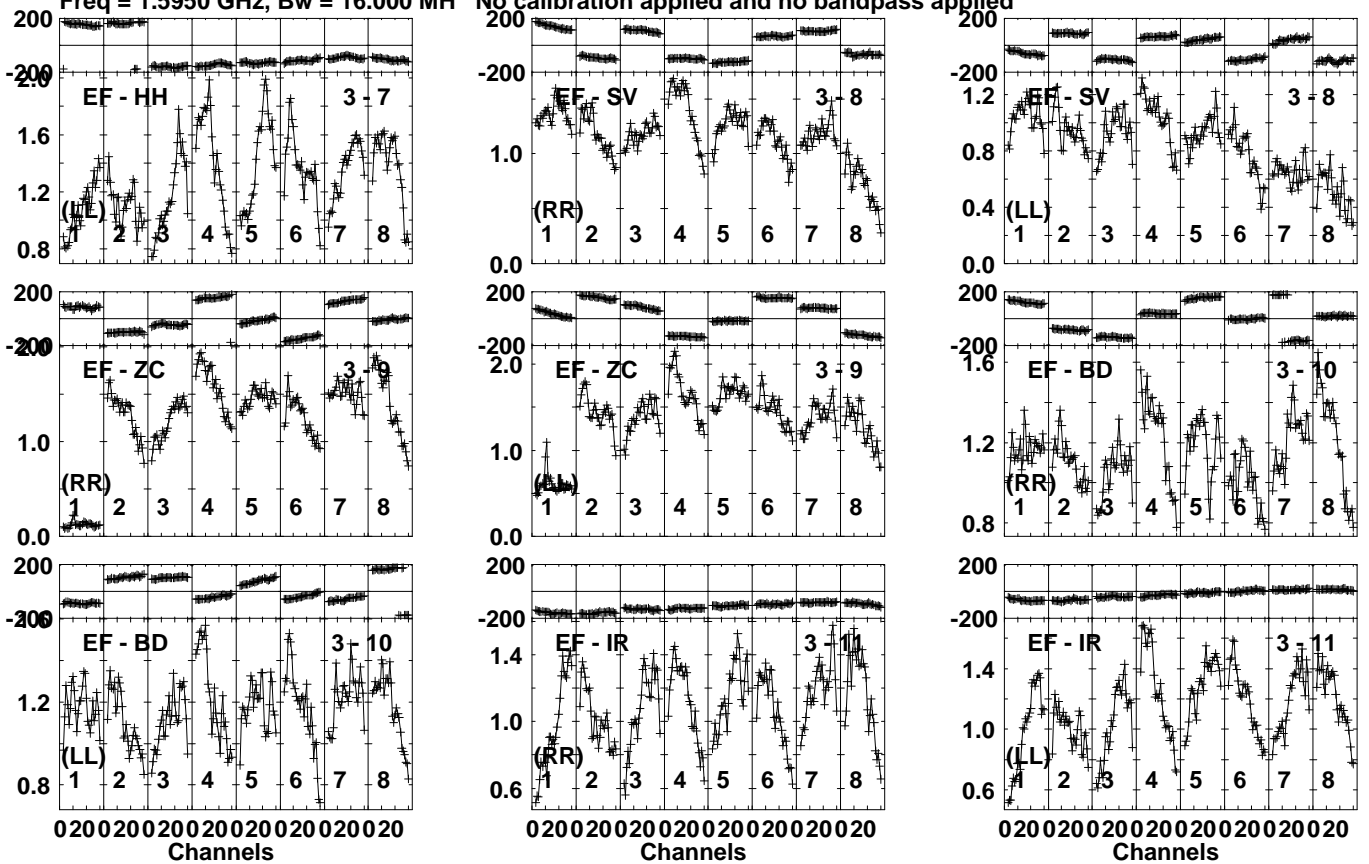 Freq = 1.5950 GHz, Bw = 16.000 MH No calibration applied and no bandpass applied
200 200 200
-200 -200 -200
2.0
EF - HH 3 - 7 EF - SV 3 - 8 EF - SV 3 - 8
1.2
1.6
1.0 0.8
1.2
0.4
(LL) (RR) (LL)
1 2 3 4 5 6 7 8 1 2 3 4 5 6 7 8 1 2 3 4 5 6 7 8
0.8
0.0 0.0
200 200 200
-200 -200 -200
2.0
EF - ZC 3 - 9 EF - ZC 3 - 9 EF - BD 3 - 10
2.0 1.6
1.0 1.0 1.2
(RR) (LL) (RR)
1 2 3 4 5 6 7 8 1 2 3 4 5 6 7 8 1 2 3 4 5 6 7 8
0.8
0.0 0.0
200 200 200
-200 -200 -200
1.6
EF - BD 3 - 10 EF - IR 3 - 11 EF - IR 3 - 11
1.4 1.4
1.2
1.0 1.0
(LL) (RR) (LL)
1 2 3 4 5 6 7 8 1 2 3 4 5 6 7 8 1 2 3 4 5 6 7 8
0.8 0.6 0.6
0 20 0 20 0 20 0 20 0 20 0 20 0 20 0 20 0 20 0 20 0 20 0 20 0 20 0 20 0 20 0 20 0 20 0 20 0 20 0 20 0 20 0 20 0 20 0 20
Channels Channels Channels